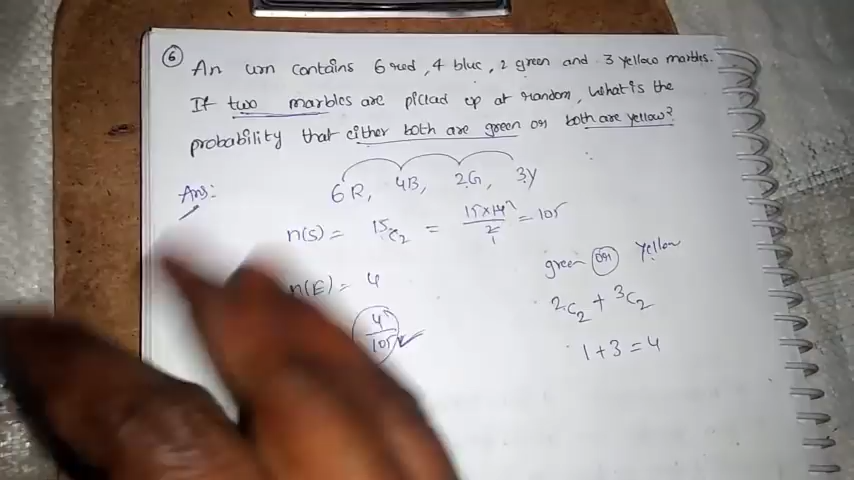 6 An urn contains 6 red, 4 blue, 2 green and 3 yellow marbles.
If two marbles are picked up at random, what is the
probability that either both are green or both are yellow?
Ans:
6R, 4B, 2G, 3Y
n(S) = 15C2 = 15×14/2 = 105
n(E) = 4
4/105
green or yellow
2C2 + 3C2
1+3 = 4